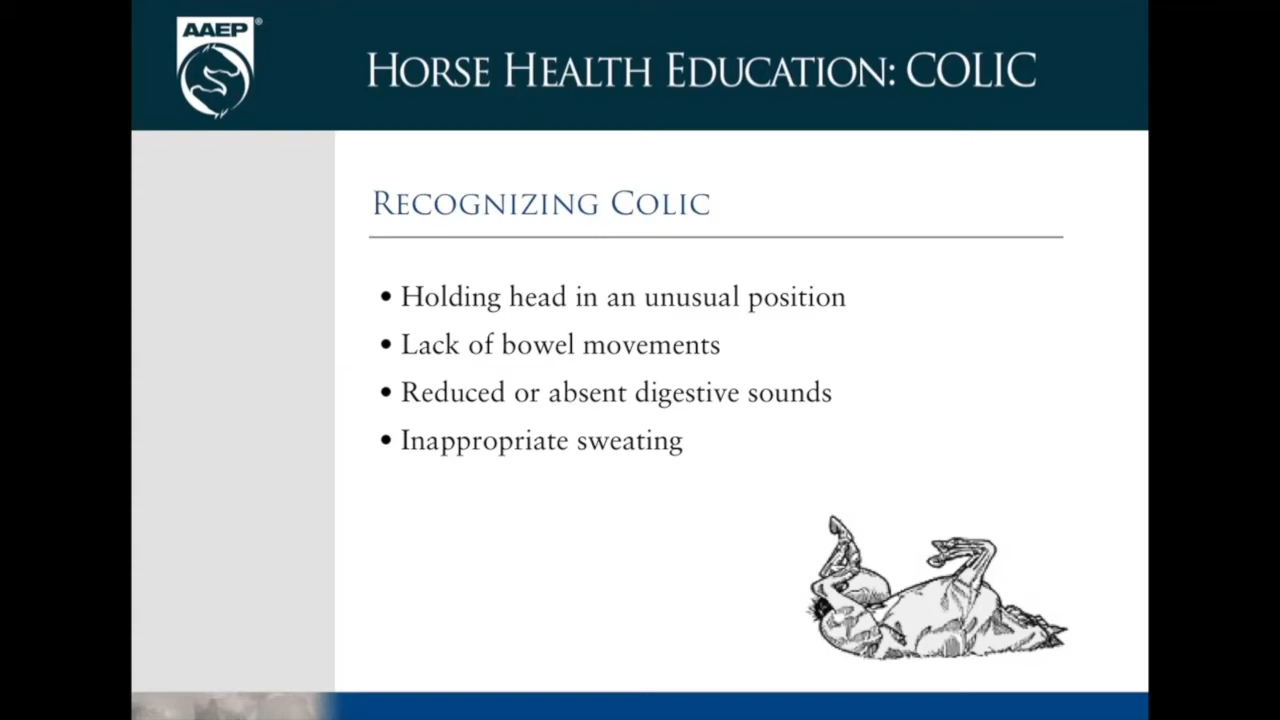 AAEP®
HORSE HEALTH EDUCATION: COLIC
RECOGNIZING COLIC
• Holding head in an unusual position
• Lack of bowel movements
• Reduced or absent digestive sounds
• Inappropriate sweating